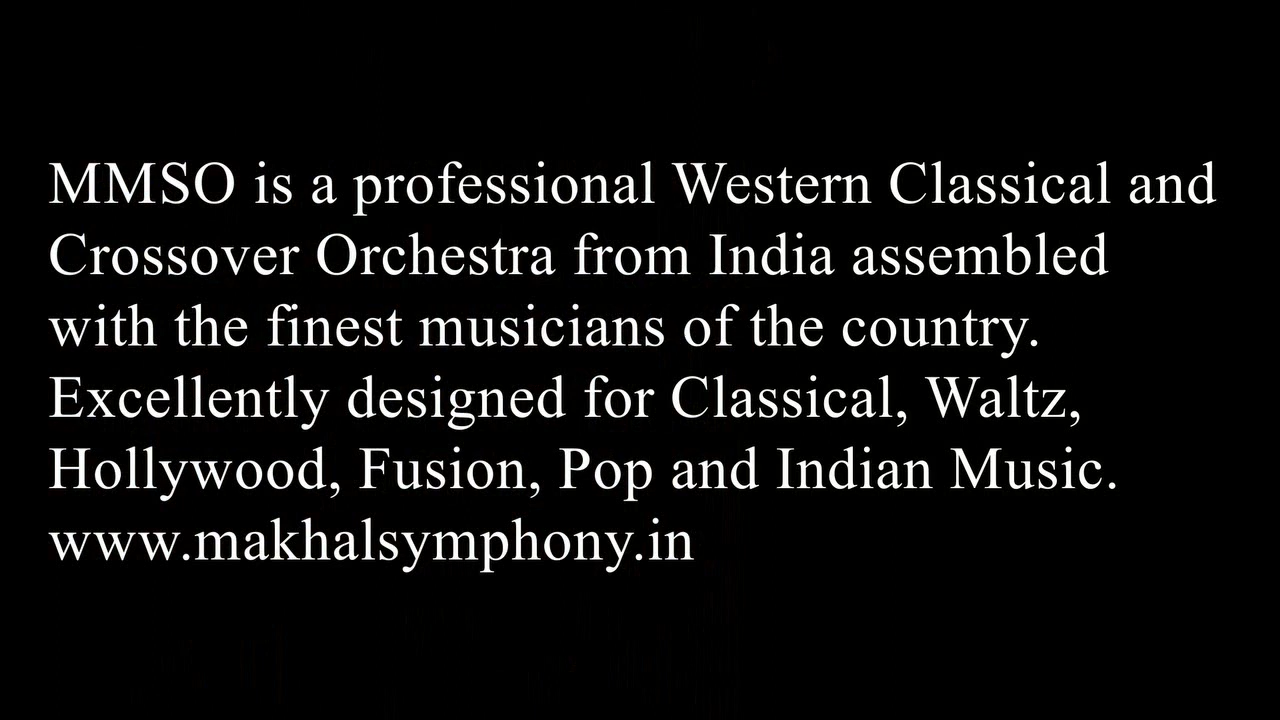 MMSO is a professional Western Classical and
Crossover Orchestra from India assembled
with the finest musicians of the country.
Excellently designed for Classical, Waltz,
Hollywood, Fusion, Pop and Indian Music.
www.makhalsymphony.in